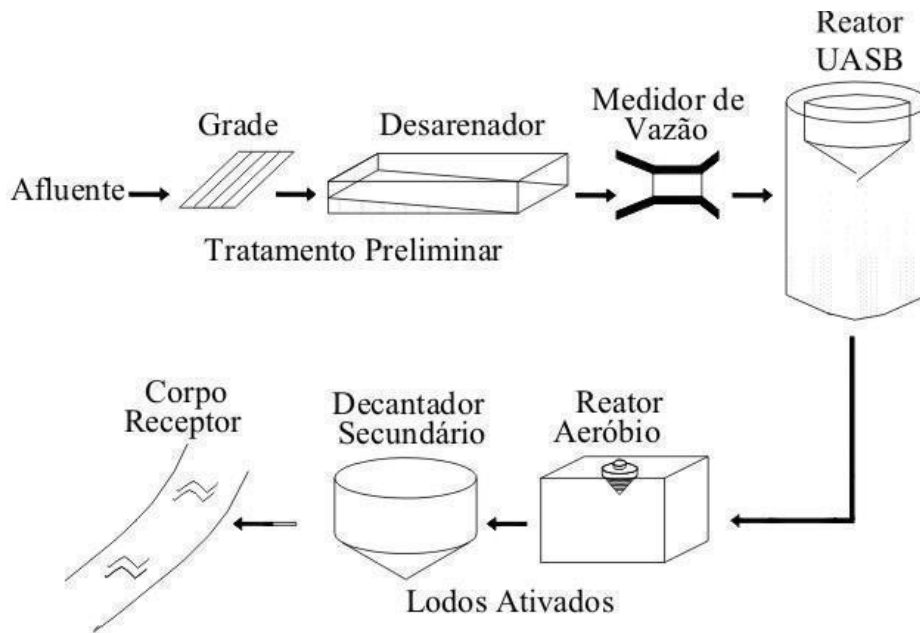 Reator
UASB
Medidor de
Vazão
Grade
Desarenador
Afluente
Tratamento Preliminar
Corpo
Receptor
Decantador
Secundário
Reator
Aeróbio
Lodos Ativados